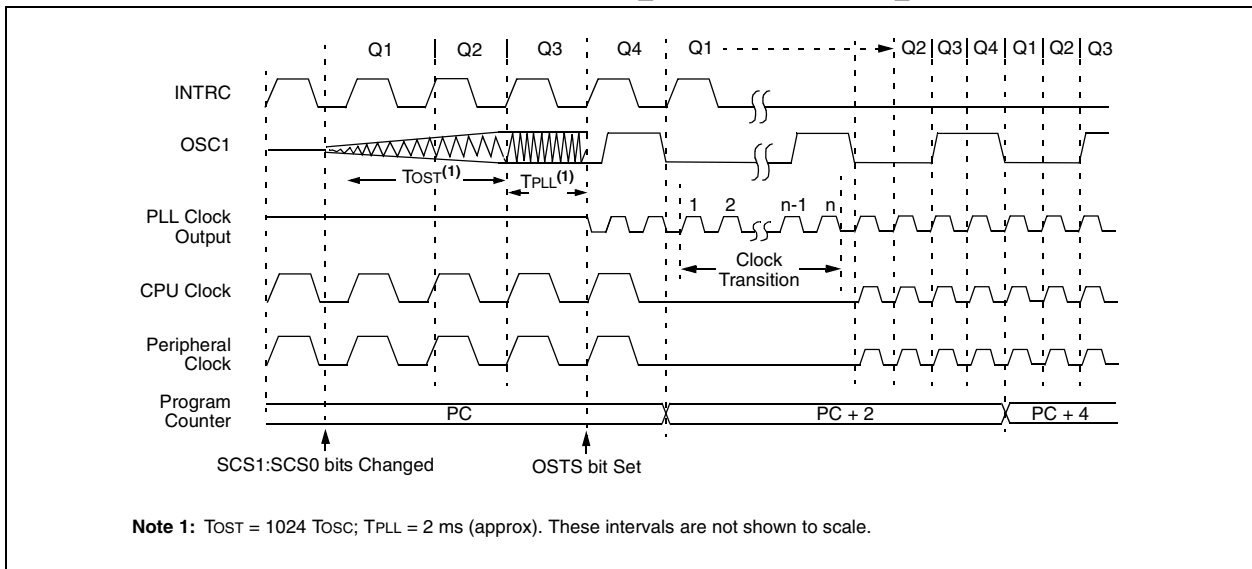 Q1 Q2 Q3 Q4 Q1 Q2 Q3 Q4 Q1 Q2 Q3
INTRC
OSC1
TOST(1) TPLL(1)
PLL Clock
Output
1 2 n-1 n
Clock
Transition
CPU Clock
Peripheral
Clock
Program
Counter
PC PC + 2 PC + 4
SCS1:SCS0 bits Changed OSTS bit Set
Note 1: TOST = 1024 TOSC; TPLL = 2 ms (approx). These intervals are not shown to scale.